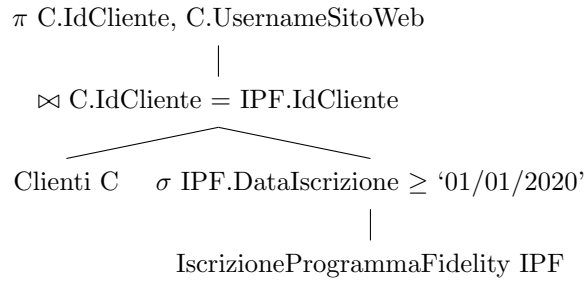 π C.IdCliente, C.UsernameSitoWeb
⋈ C.IdCliente = IPF.IdCliente
Clienti C σ IPF.DataIscrizione ≥ ‘01/01/2020’
IscrizioneProgrammaFidelity IPF